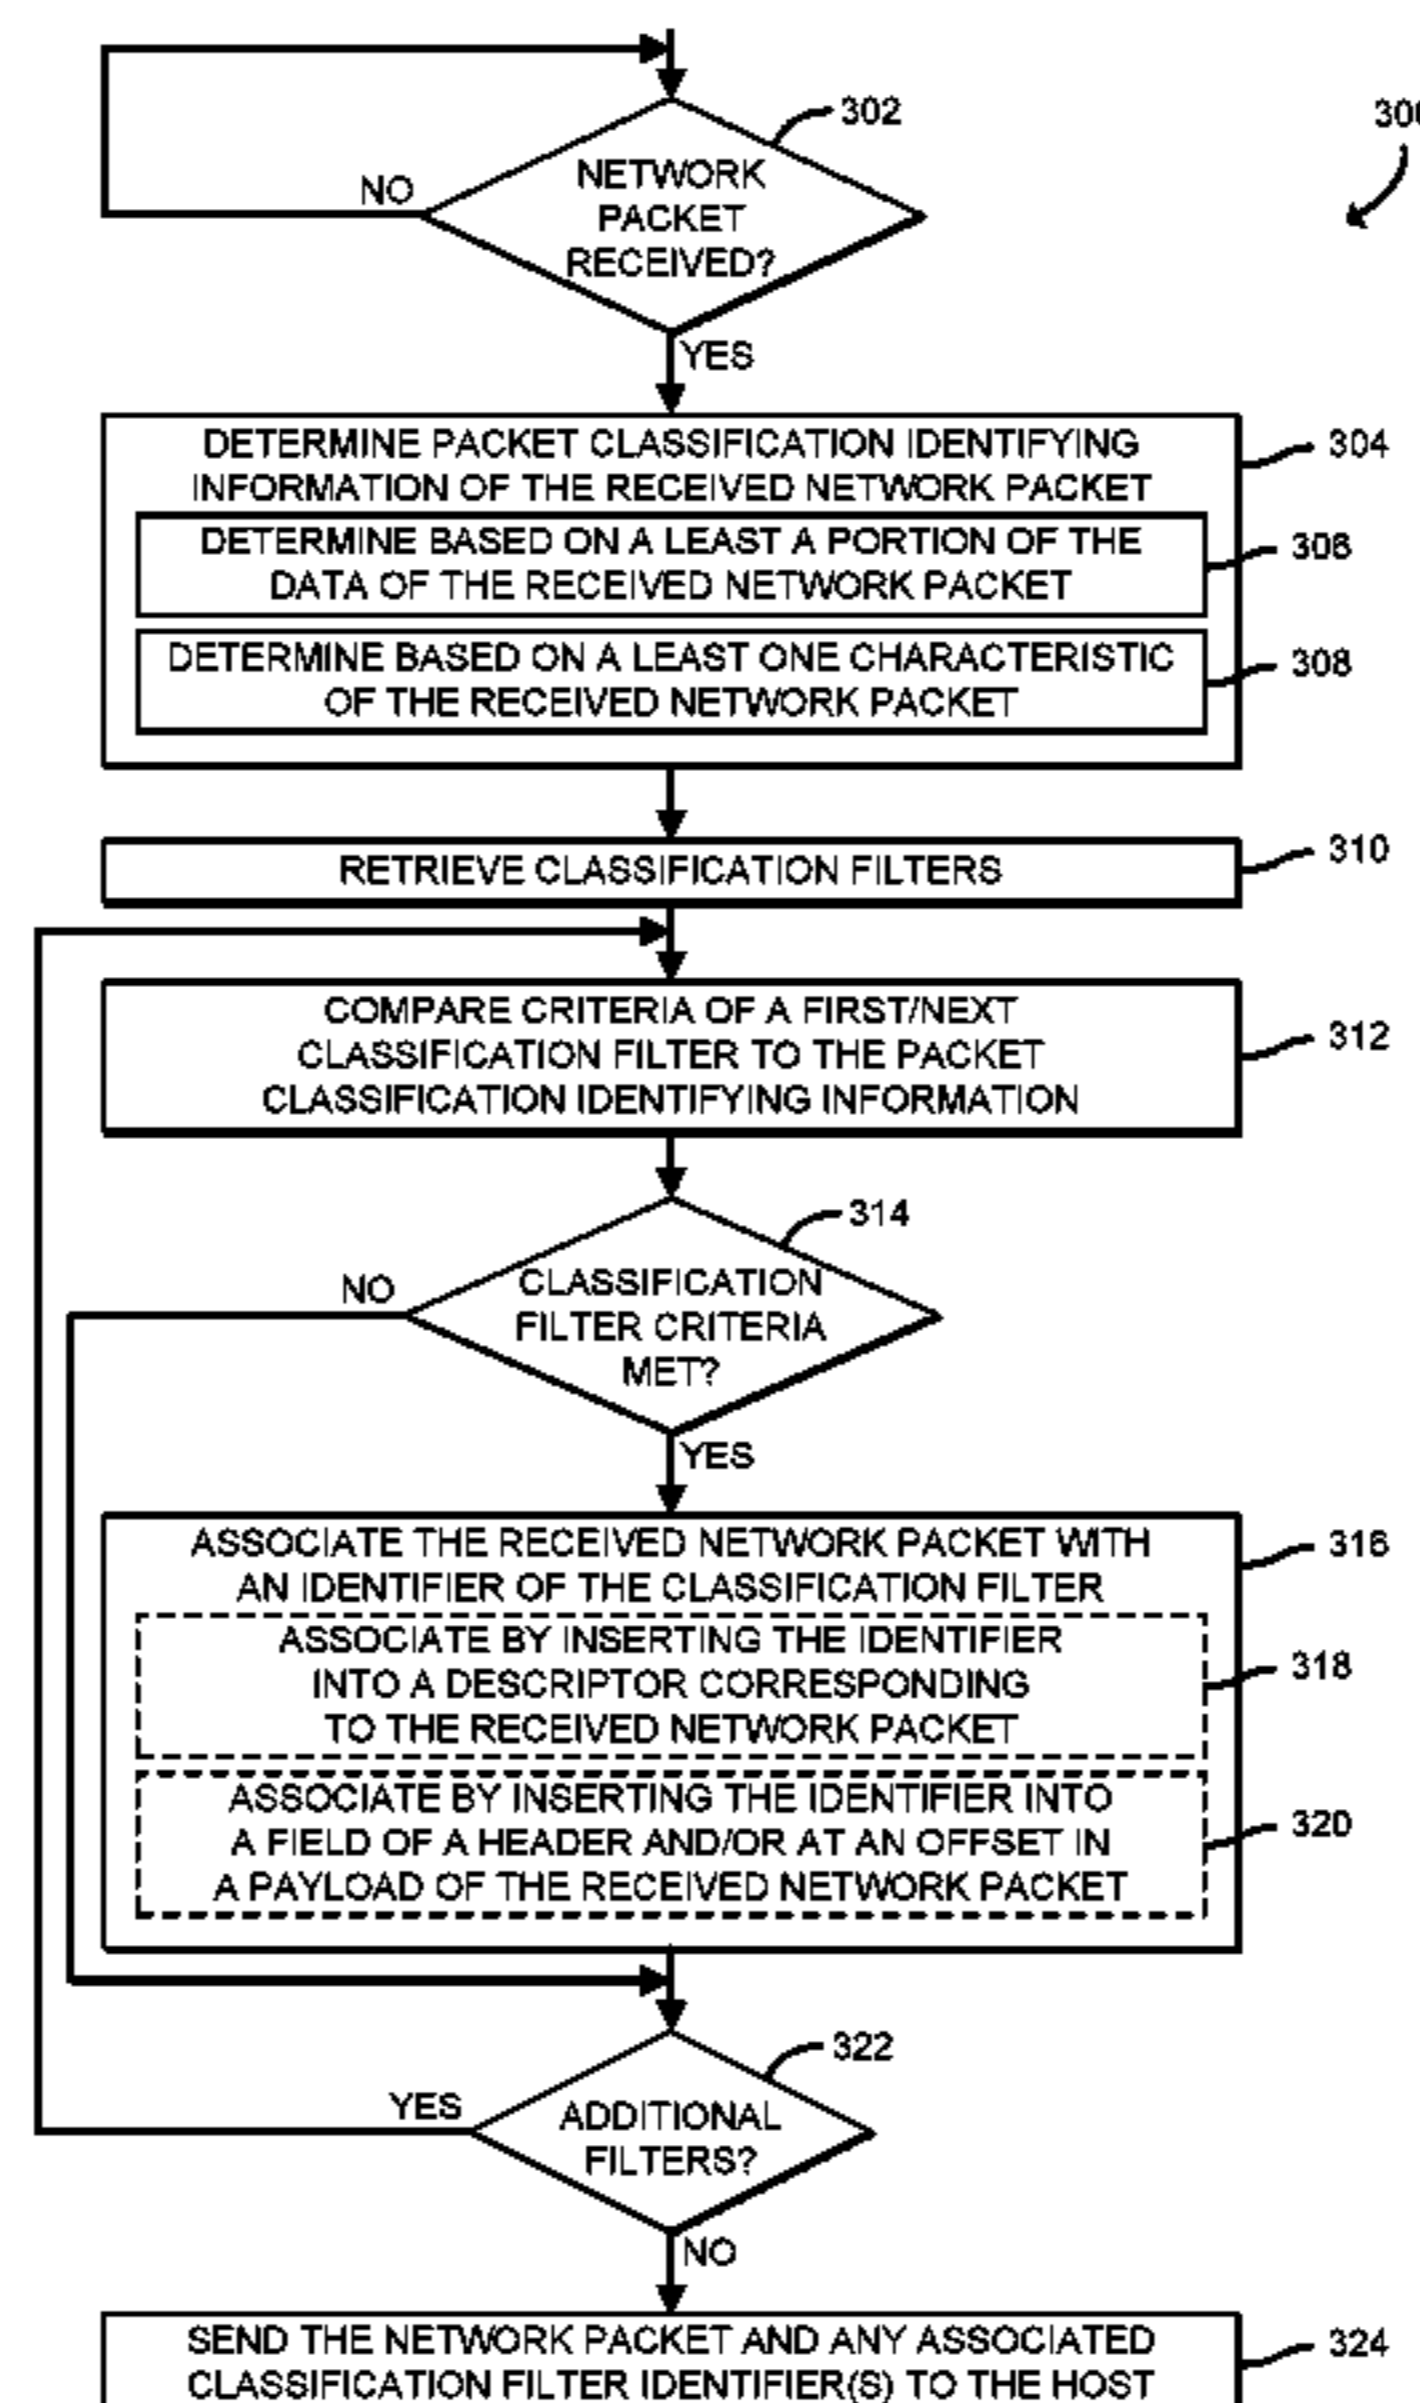 302
300
NETWORK
PACKET
RECEIVED?
NO
YES
DETERMINE PACKET CLASSIFICATION IDENTIFYING
INFORMATION OF THE RECEIVED NETWORK PACKET
304
DETERMINE BASED ON A LEAST A PORTION OF THE
DATA OF THE RECEIVED NETWORK PACKET
306
DETERMINE BASED ON A LEAST ONE CHARACTERISTIC
OF THE RECEIVED NETWORK PACKET
308
RETRIEVE CLASSIFICATION FILTERS
310
COMPARE CRITERIA OF A FIRST/NEXT
CLASSIFICATION FILTER TO THE PACKET
CLASSIFICATION IDENTIFYING INFORMATION
312
314
NO
CLASSIFICATION
FILTER CRITERIA
MET?
YES
ASSOCIATE THE RECEIVED NETWORK PACKET WITH
AN IDENTIFIER OF THE CLASSIFICATION FILTER
316
ASSOCIATE BY INSERTING THE IDENTIFIER
INTO A DESCRIPTOR CORRESPONDING
TO THE RECEIVED NETWORK PACKET
318
ASSOCIATE BY INSERTING THE IDENTIFIER INTO
A FIELD OF A HEADER AND/OR AT AN OFFSET IN
A PAYLOAD OF THE RECEIVED NETWORK PACKET
320
322
YES
ADDITIONAL
FILTERS?
NO
SEND THE NETWORK PACKET AND ANY ASSOCIATED
CLASSIFICATION FILTER IDENTIFIER(S) TO THE HOST
324